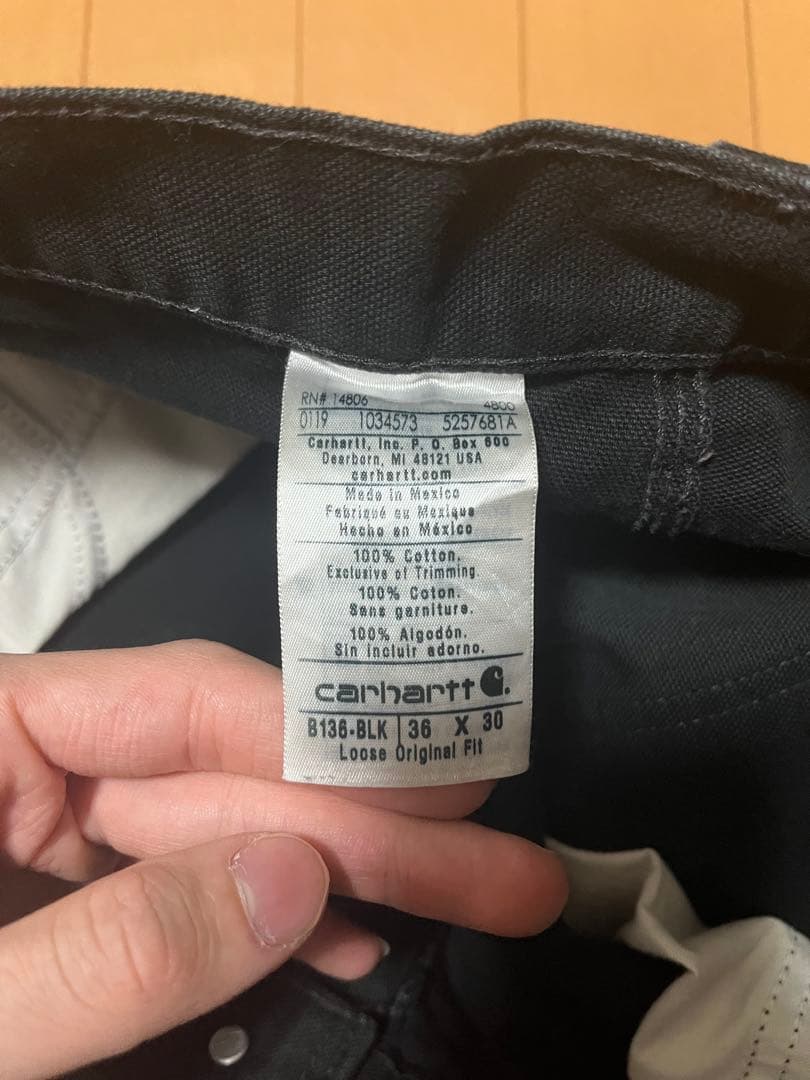 RN# 14806 4800
0119 1034573 5257681A
Carhartt, Inc. P. O. Box 600
Dearborn, MI 48121 USA
carhartt.com
Made in Mexico
Fabriqué au Mexique
Hecho en México
100% Cotton.
Exclusive of Trimming.
100% Coton.
Sans garniture.
100% Algodón.
Sin incluir adorno.
carhartt
B136-BLK 36 X 30
Loose Original Fit